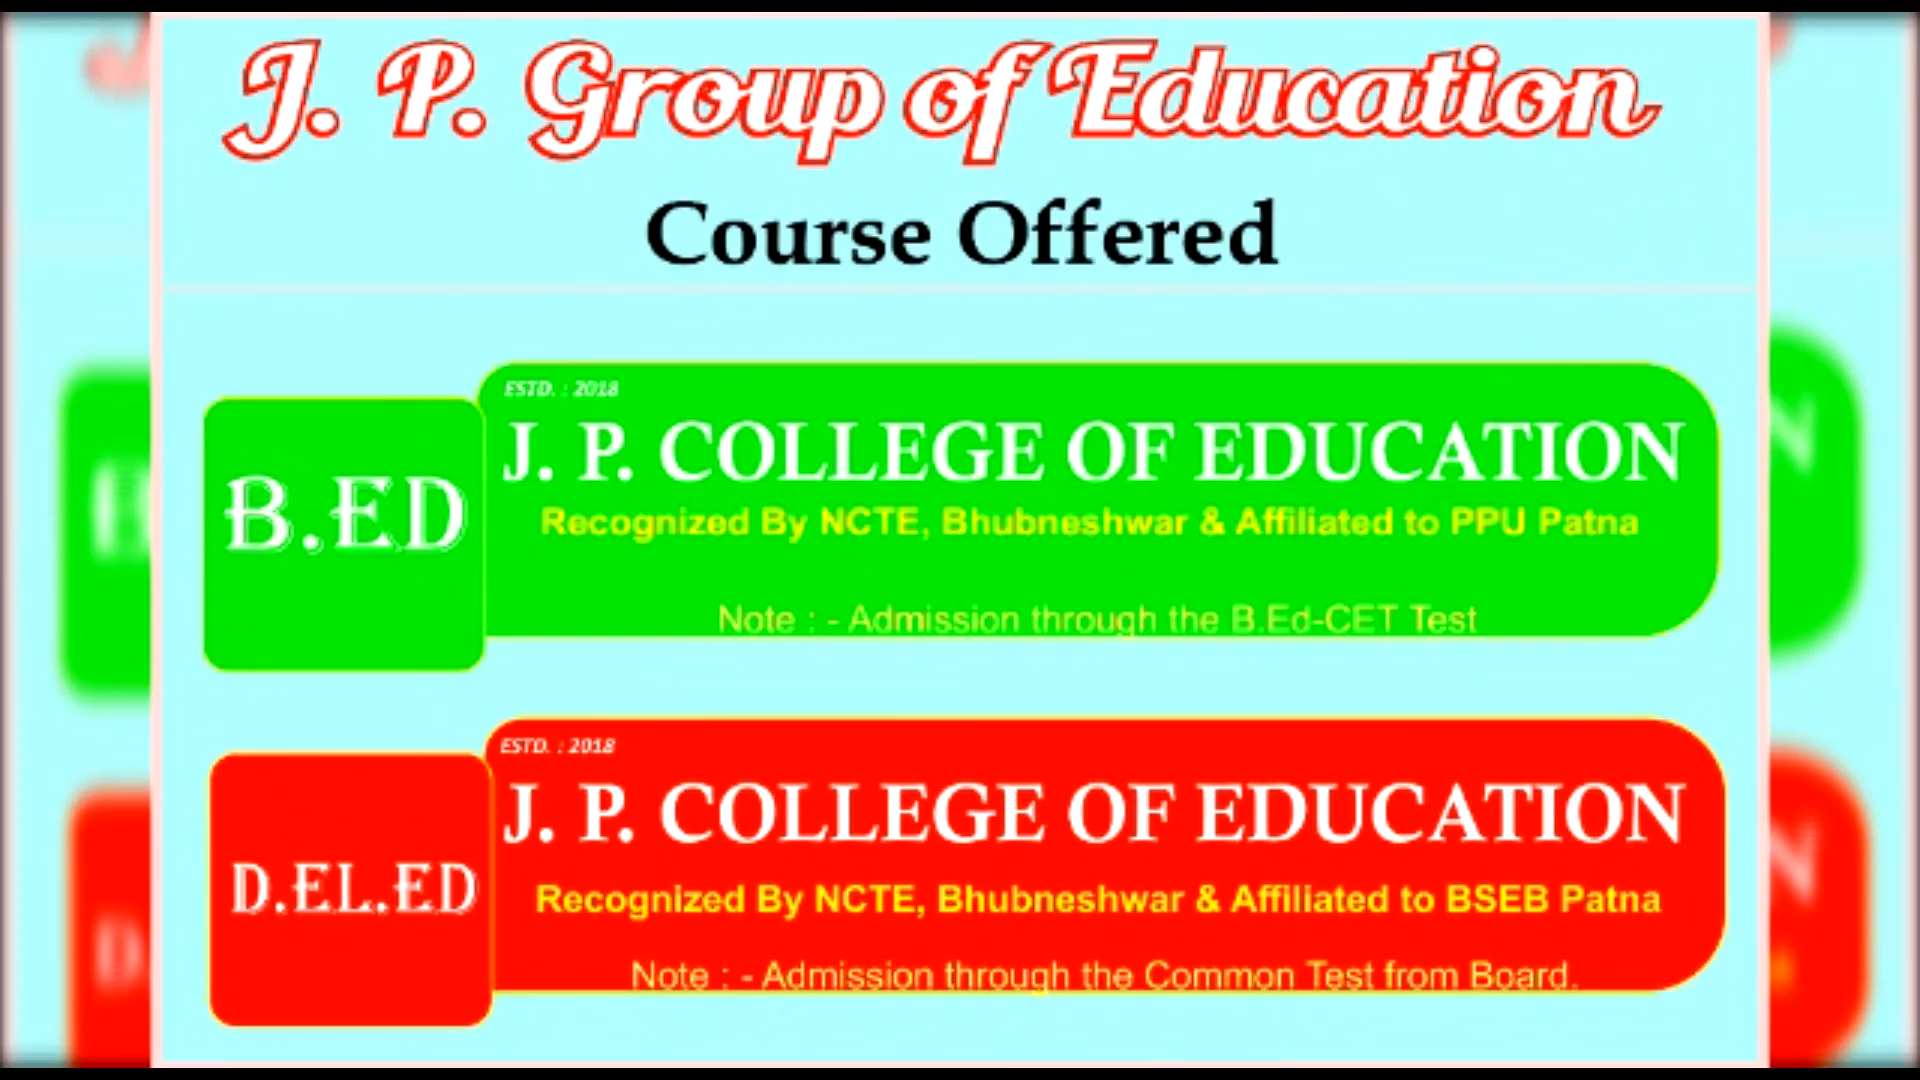 J. P. Group of Education
Course Offered
ESTD. : 2018
B.ED
J. P. COLLEGE OF EDUCATION
Recognized By NCTE, Bhubneshwar & Affiliated to PPU Patna
Note : - Admission through the B.Ed-CET Test
ESTD. : 2018
D.EL.ED
J. P. COLLEGE OF EDUCATION
Recognized By NCTE, Bhubneshwar & Affiliated to BSEB Patna
Note : - Admission through the Common Test from Board.